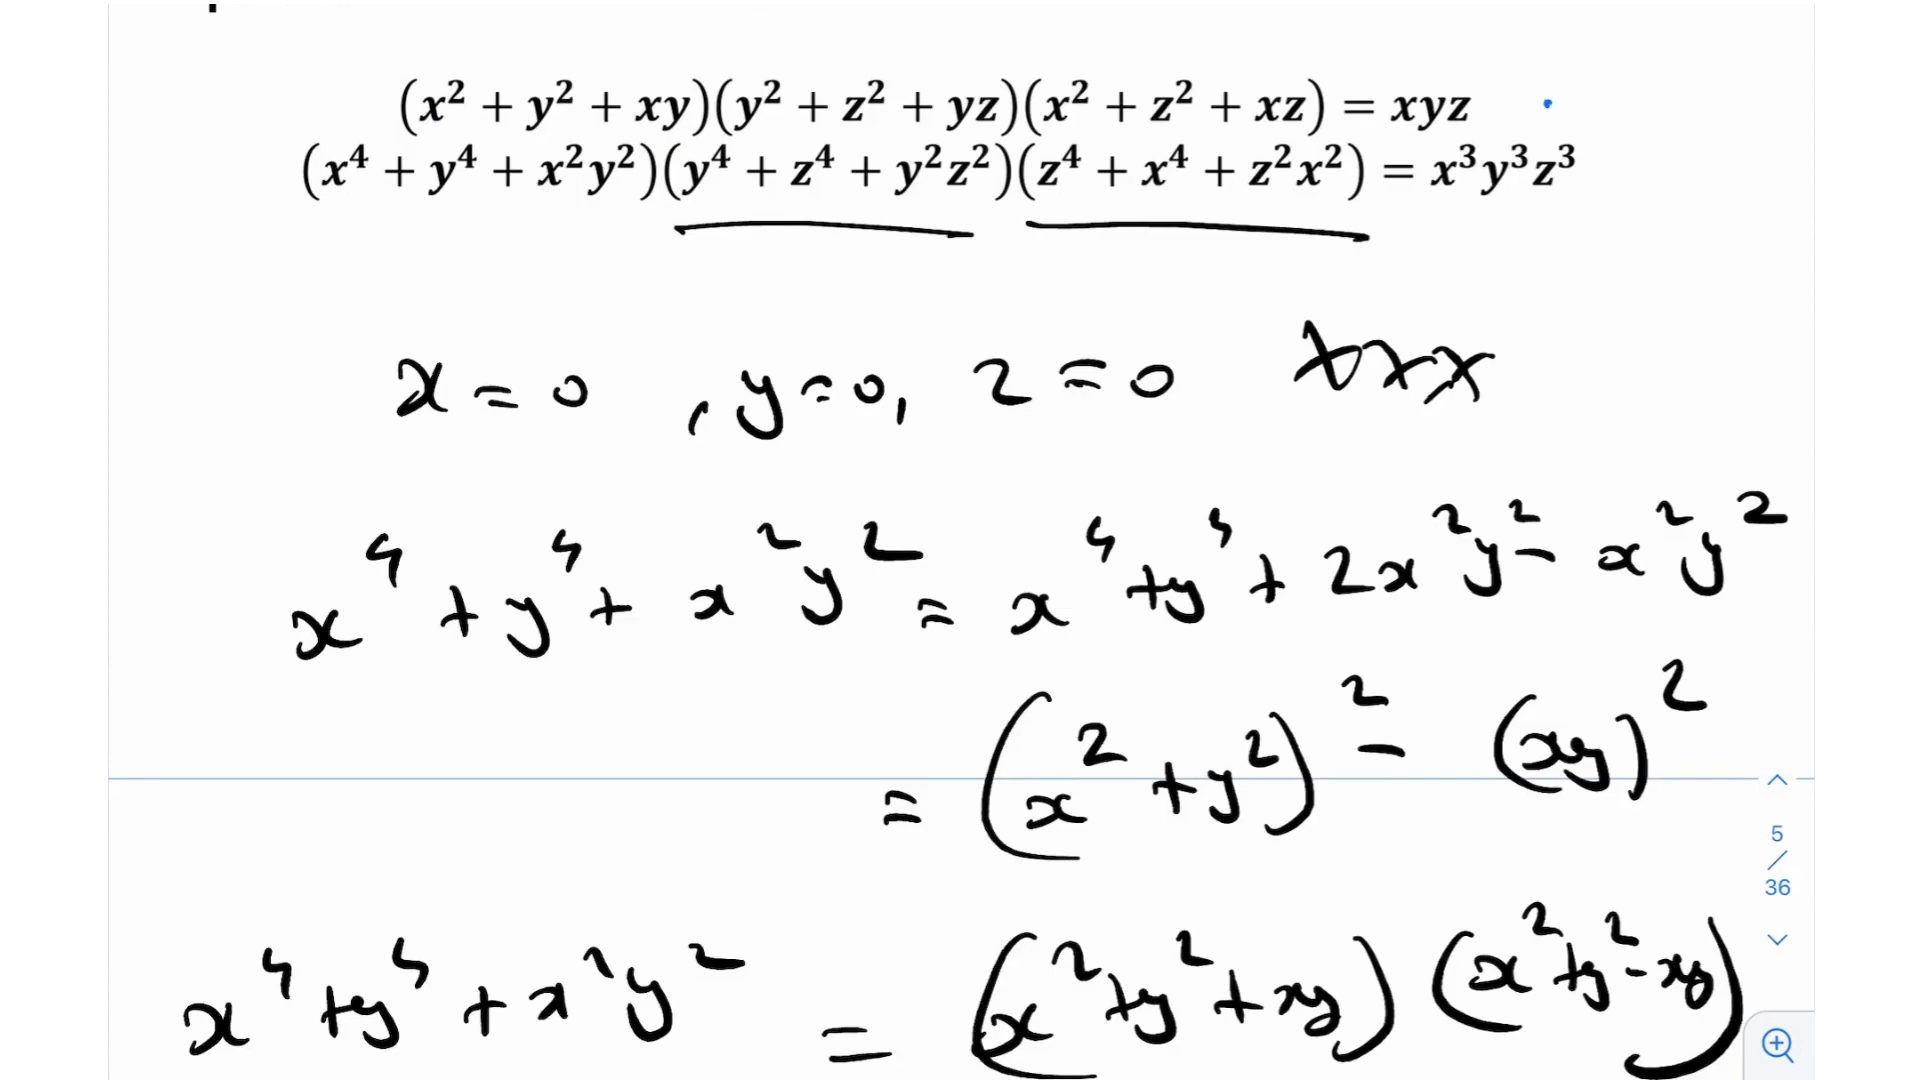 (x² + y² + xy)(y² + z² + yz)(x² + z² + xz) = xyz
(x⁴ + y⁴ + x²y²)(y⁴ + z⁴ + y²z²)(z⁴ + x⁴ + z²x²) = x³y³z³
x = 0 , y = 0, z = 0
x⁴ + y⁴ + x²y² = x⁴ + y⁴ + 2x²y² - x²y²
= (x² + y²)² - (xy)²
5
/
36
x⁴ + y⁴ + x²y² = (x² + y² + xy)(x² + y² - xy)